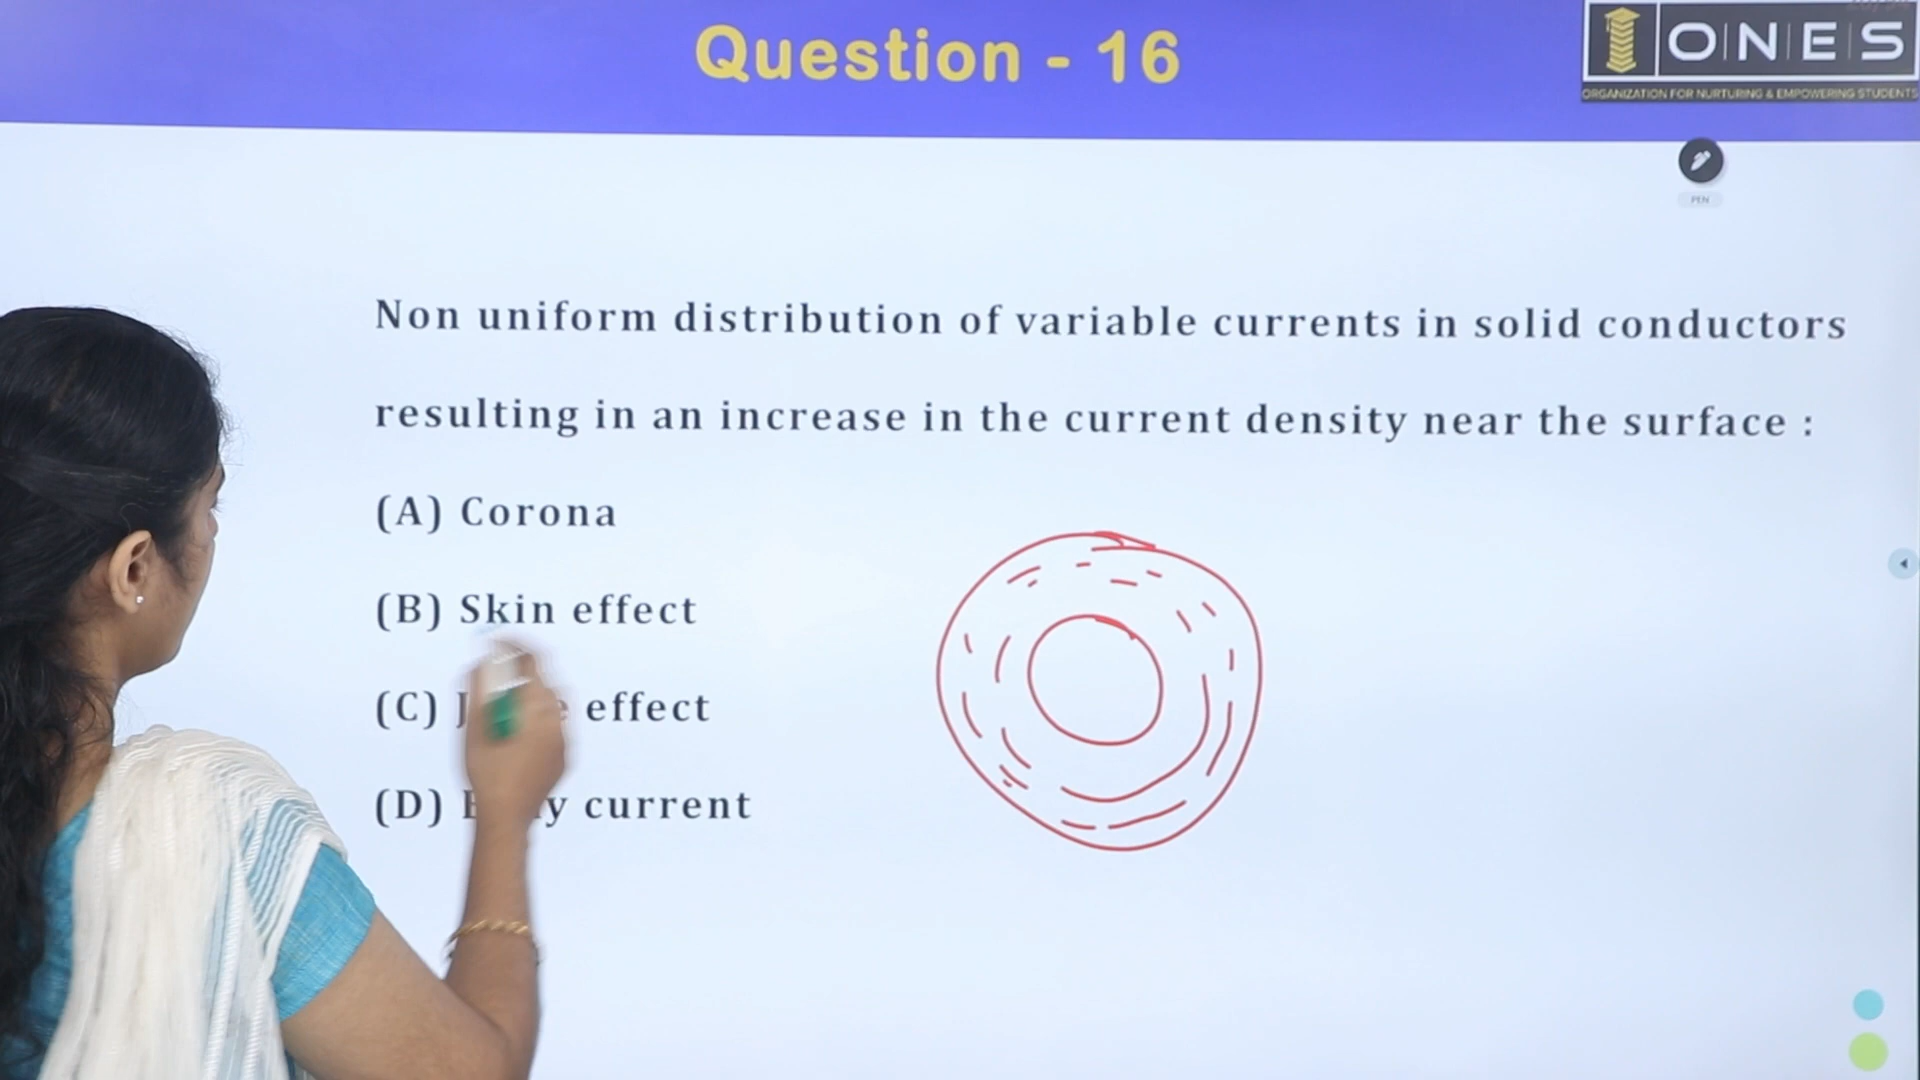 Question - 16
O N E S
ORGANIZATION FOR NURTURING & EMPOWERING STUDENTS
PEN
Non uniform distribution of variable currents in solid conductors
resulting in an increase in the current density near the surface :
(A) Corona
(B) Skin effect
(C) effect
(D) current